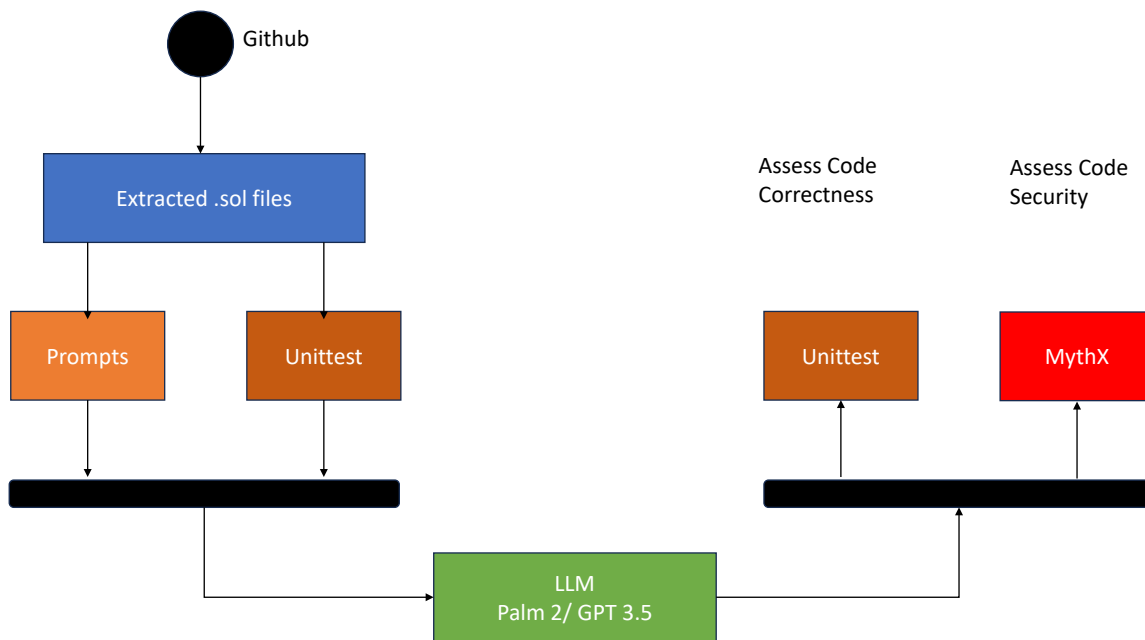 Github
Extracted .sol files
Assess Code
Correctness
Assess Code
Security
Prompts
Unittest
Unittest
MythX
LLM
Palm 2/ GPT 3.5